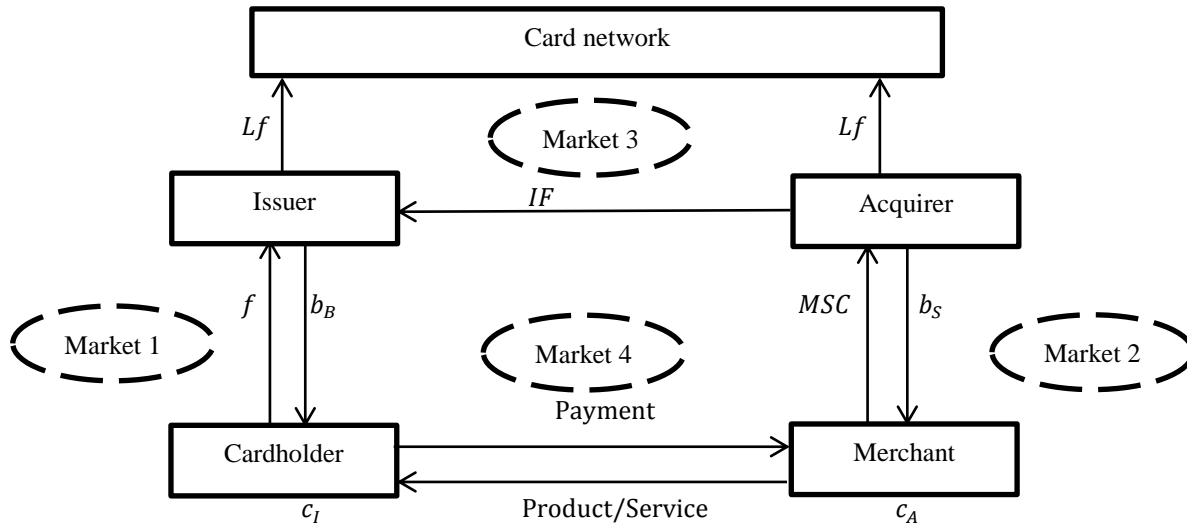 Card network
Lf
Market 3
Lf
Issuer
IF
Acquirer
f
b_B
MSC
b_S
Market 1
Market 4
Market 2
Payment
Cardholder
Merchant
c_I
Product/Service
c_A